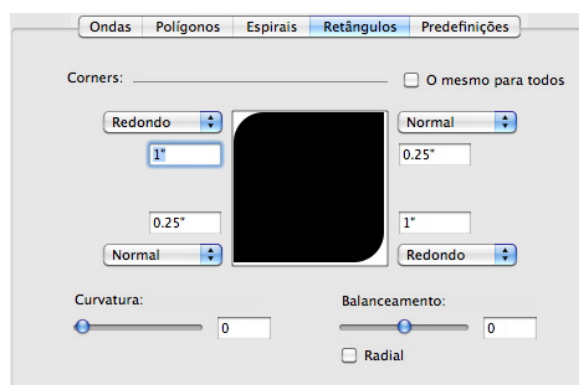 Ondas Polígonos Espirais Retângulos Predefinições
Corners: O mesmo para todos
Redondo Normal
1" 0.25"
0.25" 1"
Normal Redondo
Curvatura: Balanceamento:
0 0
Radial